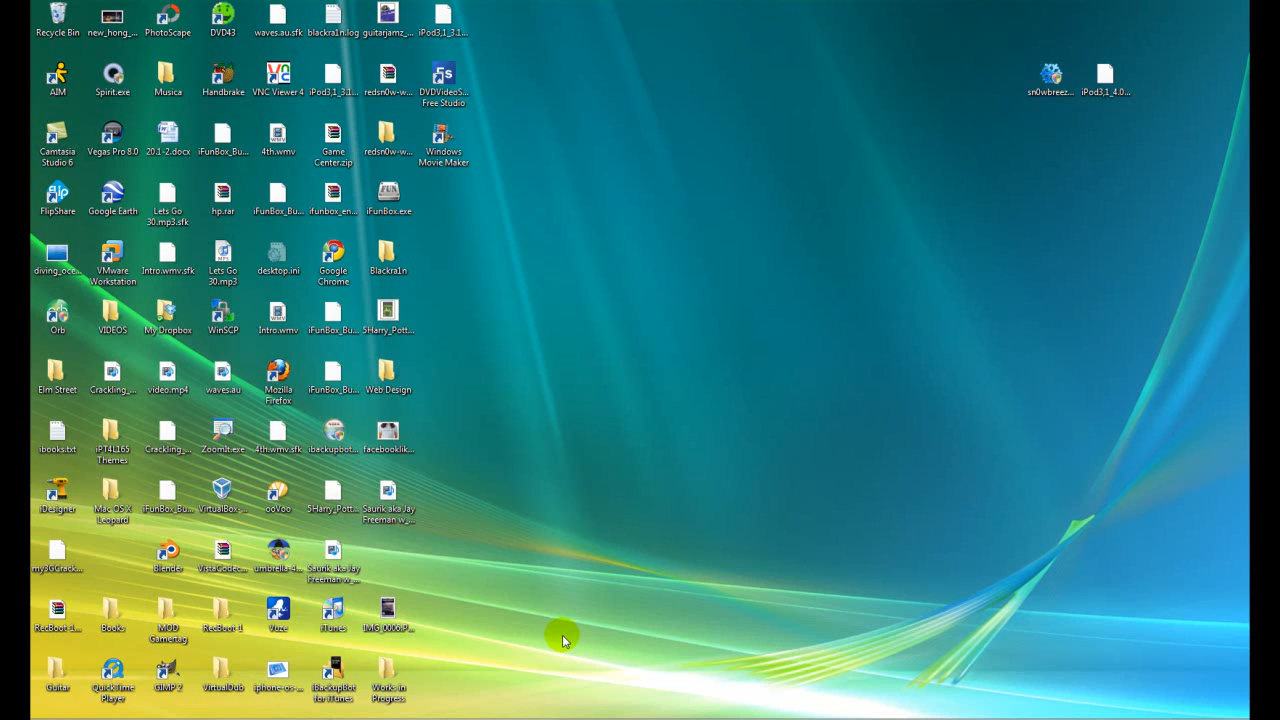 Recycle Bin
new_hong_...
PhotoScape
DVD43
waves.au.sfk
blackra1n.log
guitarjamz_...
iPod3,1_3.1...
AIM
Spirit.exe
Musica
Handbrake
VNC Viewer 4
iPod3,1_3.1...
redsn0w-w...
DVDVideoS...
Free Studio
sn0wbreez...
iPod3,1_4.0...
Camtasia
Studio 6
Vegas Pro 8.0
20.1-2.docx
iFunBox_Bu...
4th.wmv
Game
Center.zip
redsn0w-w...
Windows
Movie Maker
FlipShare
Google Earth
Lets Go
30.mp3.sfk
hp.rar
iFunBox_Bu...
ifunbox_en...
iFunBox.exe
diving_oce...
VMware
Workstation
Intro.wmv.sfk
Lets Go
30.mp3
desktop.ini
Google
Chrome
Blackra1n
Orb
VIDEOS
My Dropbox
WinSCP
Intro.wmv
iFunBox_Bu...
5Harry_Pott...
Elm Street
Crackling_...
video.mp4
waves.au
Mozilla
Firefox
iFunBox_Bu...
Web Design
ibooks.txt
iPT4L165
Themes
Crackling_...
ZoomIt.exe
4th.wmv.sfk
ibackupbot...
facebooklik...
iDesigner
Mac OS X
Leopard
iFunBox_Bu...
VirtualBox-...
ooVoo
5Harry_Pott...
Saurik aka Jay
Freeman w_...
my3GCrack...
Blender
VistaCodec...
umbrella-4...
Saurik aka Jay
Freeman w_...
RecBoot-1...
Books
MOD
Gamertag
RecBoot-1
Voze
iTunes
IMG_0006.P...
Guitar
QuickTime
Player
GIMP 2
VirtualDub
iphone-os-...
iBackupBot
for iTunes
Works in
Progress